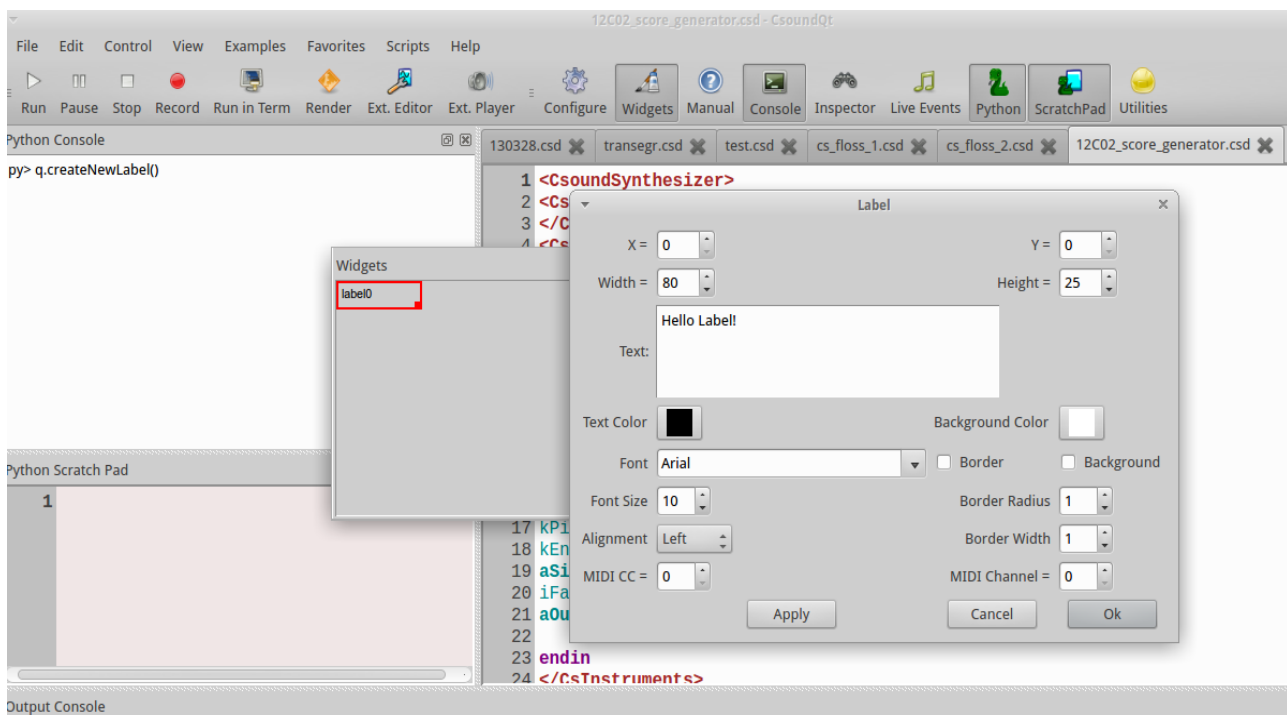 12C02_score_generator.csd - CsoundQt
File Edit Control View Examples Favorites Scripts Help
Run Pause Stop Record Run in Term Render Ext. Editor Ext. Player Configure Widgets Manual Console Inspector Live Events Python ScratchPad Utilities
Python Console
130328.csd transegr.csd test.csd cs_floss_1.csd cs_floss_2.csd 12C02_score_generator.csd
py> q.createNewLabel()
1 <CsoundSynthesizer>
2 <Cs
3 </C
4 <Cs
Label
X = 0 Y = 0
Width = 80 Height = 25
Text: Hello Label!
Text Color Background Color
Font Arial Border Background
Font Size 10 Border Radius 1
Alignment Left Border Width 1
MIDI CC = 0 MIDI Channel = 0
Apply Cancel Ok
Widgets
label0
Python Scratch Pad
1
17 kPi
18 kEn
19 aSi
20 iFa
21 aOu
22
23 endin
24 </CsInstruments>
Output Console